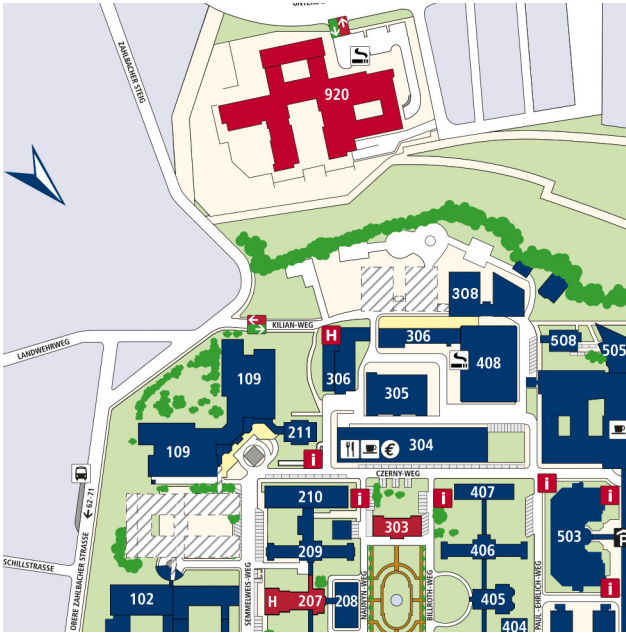 ZAHLBACHER STEIG
920
308
KILIAN-WEG
H
LANDWEHRWEG
306
306
408
508
505
109
305
109
211
304
€
i
CZERNY-WEG
62-71
210
i
i
407
i
i
303
503
P
209
406
SCHILLSTRASSE
OBERE ZAHLBACHER STRASSE
SEMMELWEIS-WEG
NAUNYN-WEG
BILLROTH-WEG
PAUL-EHRLICH-WEG
i
102
H
207
208
405
404